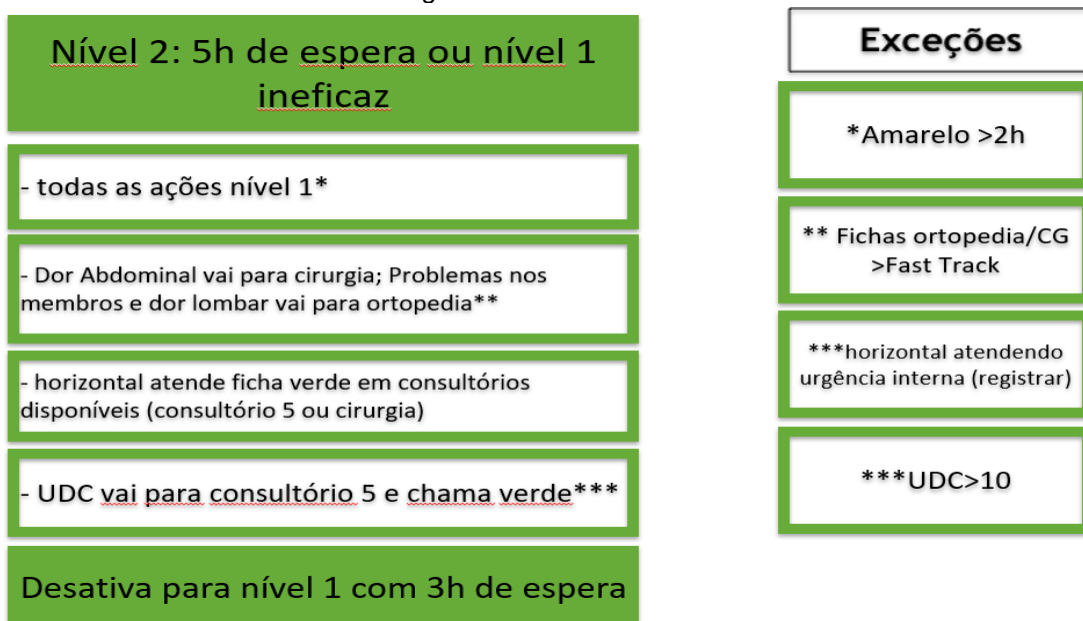 Nível 2: 5h de espera ou nível 1
ineficaz
- todas as ações nível 1*
- Dor Abdominal vai para cirurgia; Problemas nos
membros e dor lombar vai para ortopedia**
- horizontal atende ficha verde em consultórios
disponíveis (consultório 5 ou cirurgia)
- UDC vai para consultório 5 e chama verde***
Desativa para nível 1 com 3h de espera
Exceções
*Amarelo >2h
** Fichas ortopedia/CG
>Fast Track
***horizontal atendendo
urgência interna (registrar)
***UDC>10